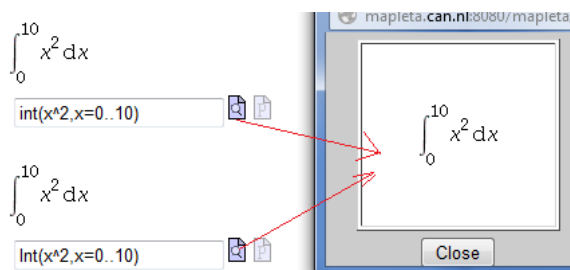 ∫₀¹⁰ x² dx
int(x^2,x=0..10)
∫₀¹⁰ x² dx
Int(x^2,x=0..10)
mapleta.can.nl:8080/mapleta
∫₀¹⁰ x² dx
Close